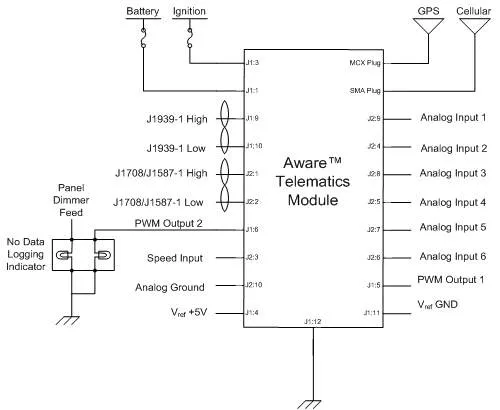 Battery
Ignition
GPS
Cellular
J1:3
MCX Plug
J1:1
SMA Plug
J1939-1 High
J1:9
J2:9
Analog Input 1
J1939-1 Low
J1:10
J2:4
Analog Input 2
J1708/J1587-1 High
J2:1
J2:8
Analog Input 3
J1708/J1587-1 Low
J2:2
J2:5
Analog Input 4
Aware™
Telematics
Module
Panel
Dimmer
Feed
PWM Output 2
J1:6
J2:7
Analog Input 5
No Data
Logging
Indicator
Speed Input
J2:3
J2:6
Analog Input 6
Analog Ground
J2:10
J1:5
PWM Output 1
Vref +5V
J1:4
J1:11
Vref GND
J1:12